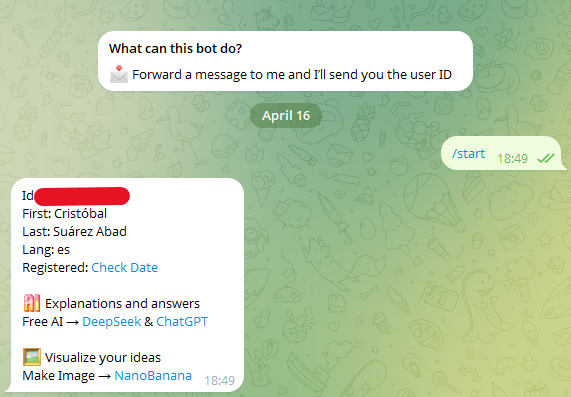 What can this bot do?
📩 Forward a message to me and I'll send you the user ID
April 16
/start 18:49
Id
First: Cristóbal
Last: Suárez Abad
Lang: es
Registered: Check Date
Explanations and answers
Free AI → DeepSeek & ChatGPT
🖼 Visualize your ideas
Make Image → NanoBanana 18:49